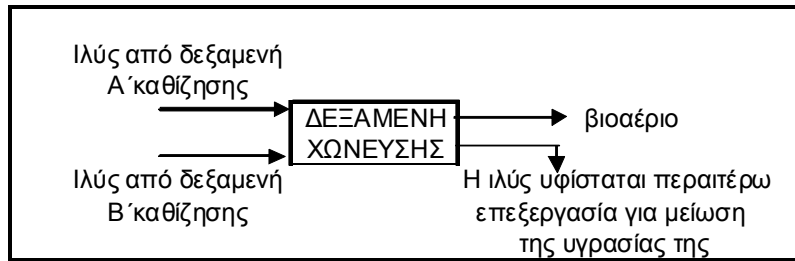 Ιλύς από δεξαμενή
Α΄καθίζησης
ΔΕΞΑΜΕΝΗ
ΧΩΝΕΥΣΗΣ
βιοαέριο
Ιλύς από δεξαμενή
Β΄καθίζησης
Η ιλύς υφίσταται περαιτέρω
επεξεργασία για μείωση
της υγρασίας της